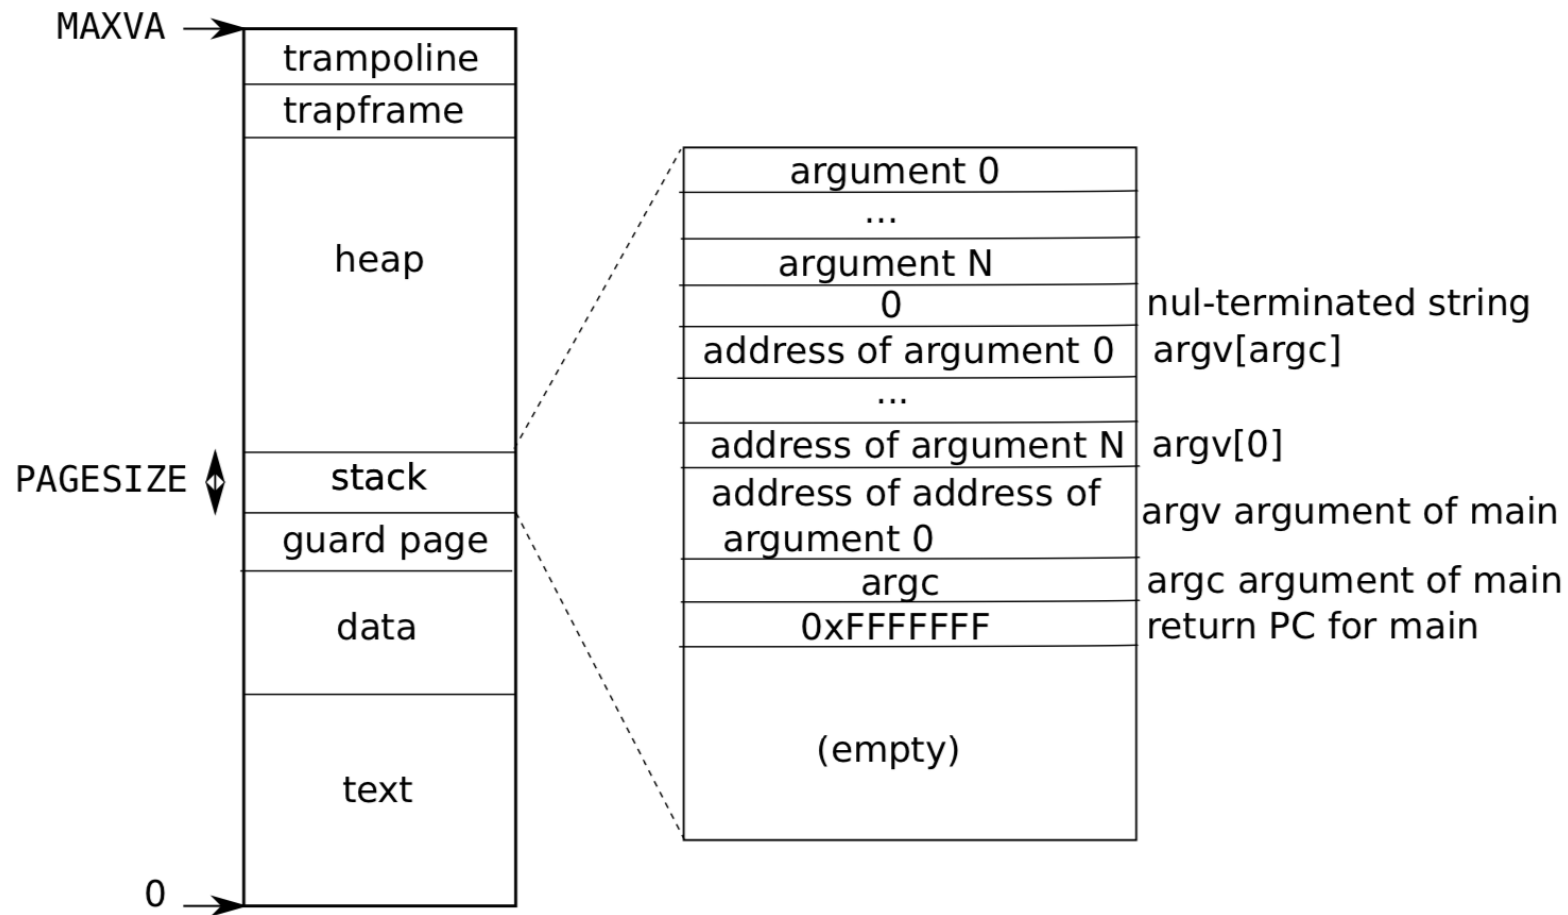 MAXVA
trampoline
trapframe
heap
PAGESIZE
stack
guard page
data
text
0
argument 0
...
argument N
0
nul-terminated string
address of argument 0
argv[argc]
...
address of argument N
argv[0]
address of address of
argument 0
argv argument of main
argc
argc argument of main
0xFFFFFFF
return PC for main
(empty)